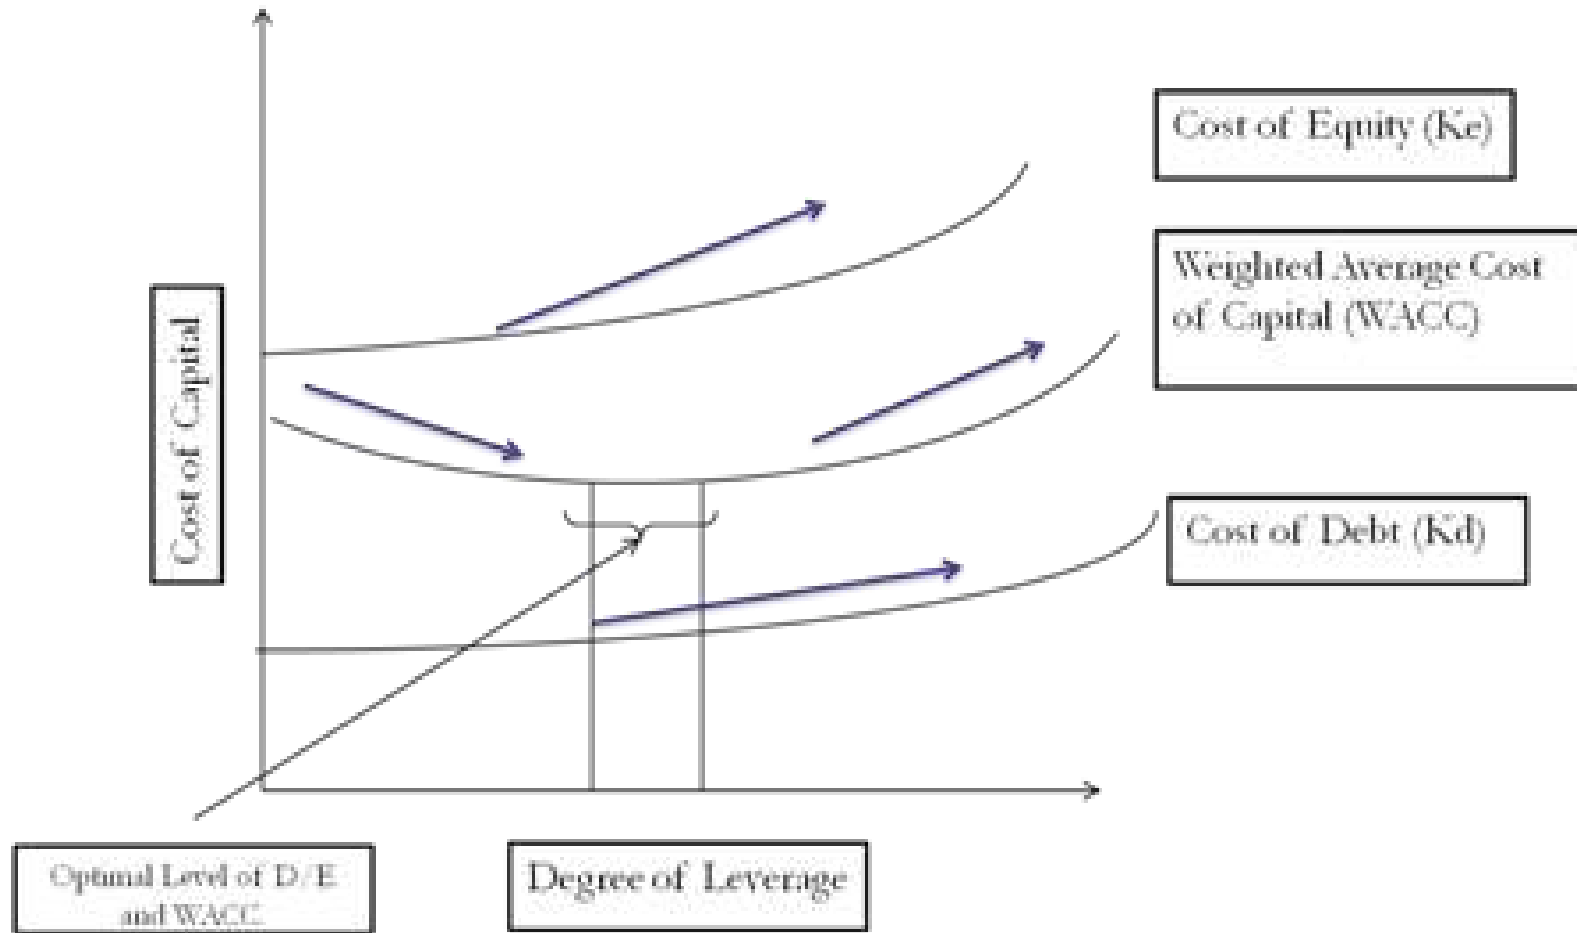 Cost of Equity (Ke)
Weighted Average Cost
of Capital (WACC)
Cost of Capital
Cost of Debt (Kd)
Optimal Level of D/E
and WACC
Degree of Leverage